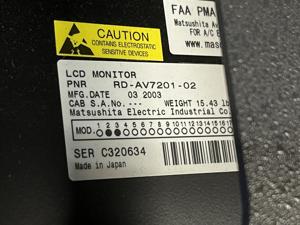 CAUTION
CONTAINS
ELECTROSTATIC
SENSITIVE
DEVICES
FAA PMA
Matsushita Av
FOR A/C E
www.mas
LCD MONITOR
PNR RD-AV7201-02
MFG.DATE 03 2003
CAB S.A.No.--- WEIGHT 15.43 lb
Matsushita Electric Industrial Co.
MOD. 1 2 3 4 5 6 7 8 9 10 11 12 13 14 15 16 17
SER C320634
Made in Japan